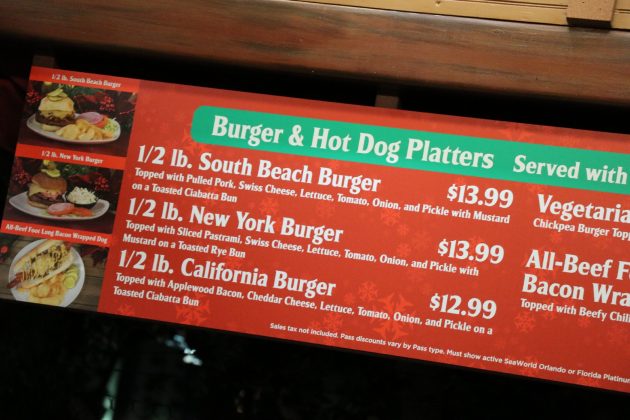 1/2 lb. South Beach Burger
1/2 lb. New York Burger
All-Beef Foot Long Bacon Wrapped Dog
Burger & Hot Dog Platters Served with
1/2 lb. South Beach Burger $13.99
Topped with Pulled Pork, Swiss Cheese, Lettuce, Tomato, Onion, and Pickle with Mustard
on a Toasted Ciabatta Bun
1/2 lb. New York Burger $13.99
Topped with Sliced Pastrami, Swiss Cheese, Lettuce, Tomato, Onion, and Pickle with
Mustard on a Toasted Rye Bun
1/2 lb. California Burger $12.99
Topped with Applewood Bacon, Cheddar Cheese, Lettuce, Tomato, Onion, and Pickle on a
Toasted Ciabatta Bun
Vegetaria
Chickpea Burger Topp
All-Beef F
Bacon Wra
Topped with Beefy Chili
Sales tax not included. Pass discounts vary by Pass type. Must show active SeaWorld Orlando or Florida Platinum